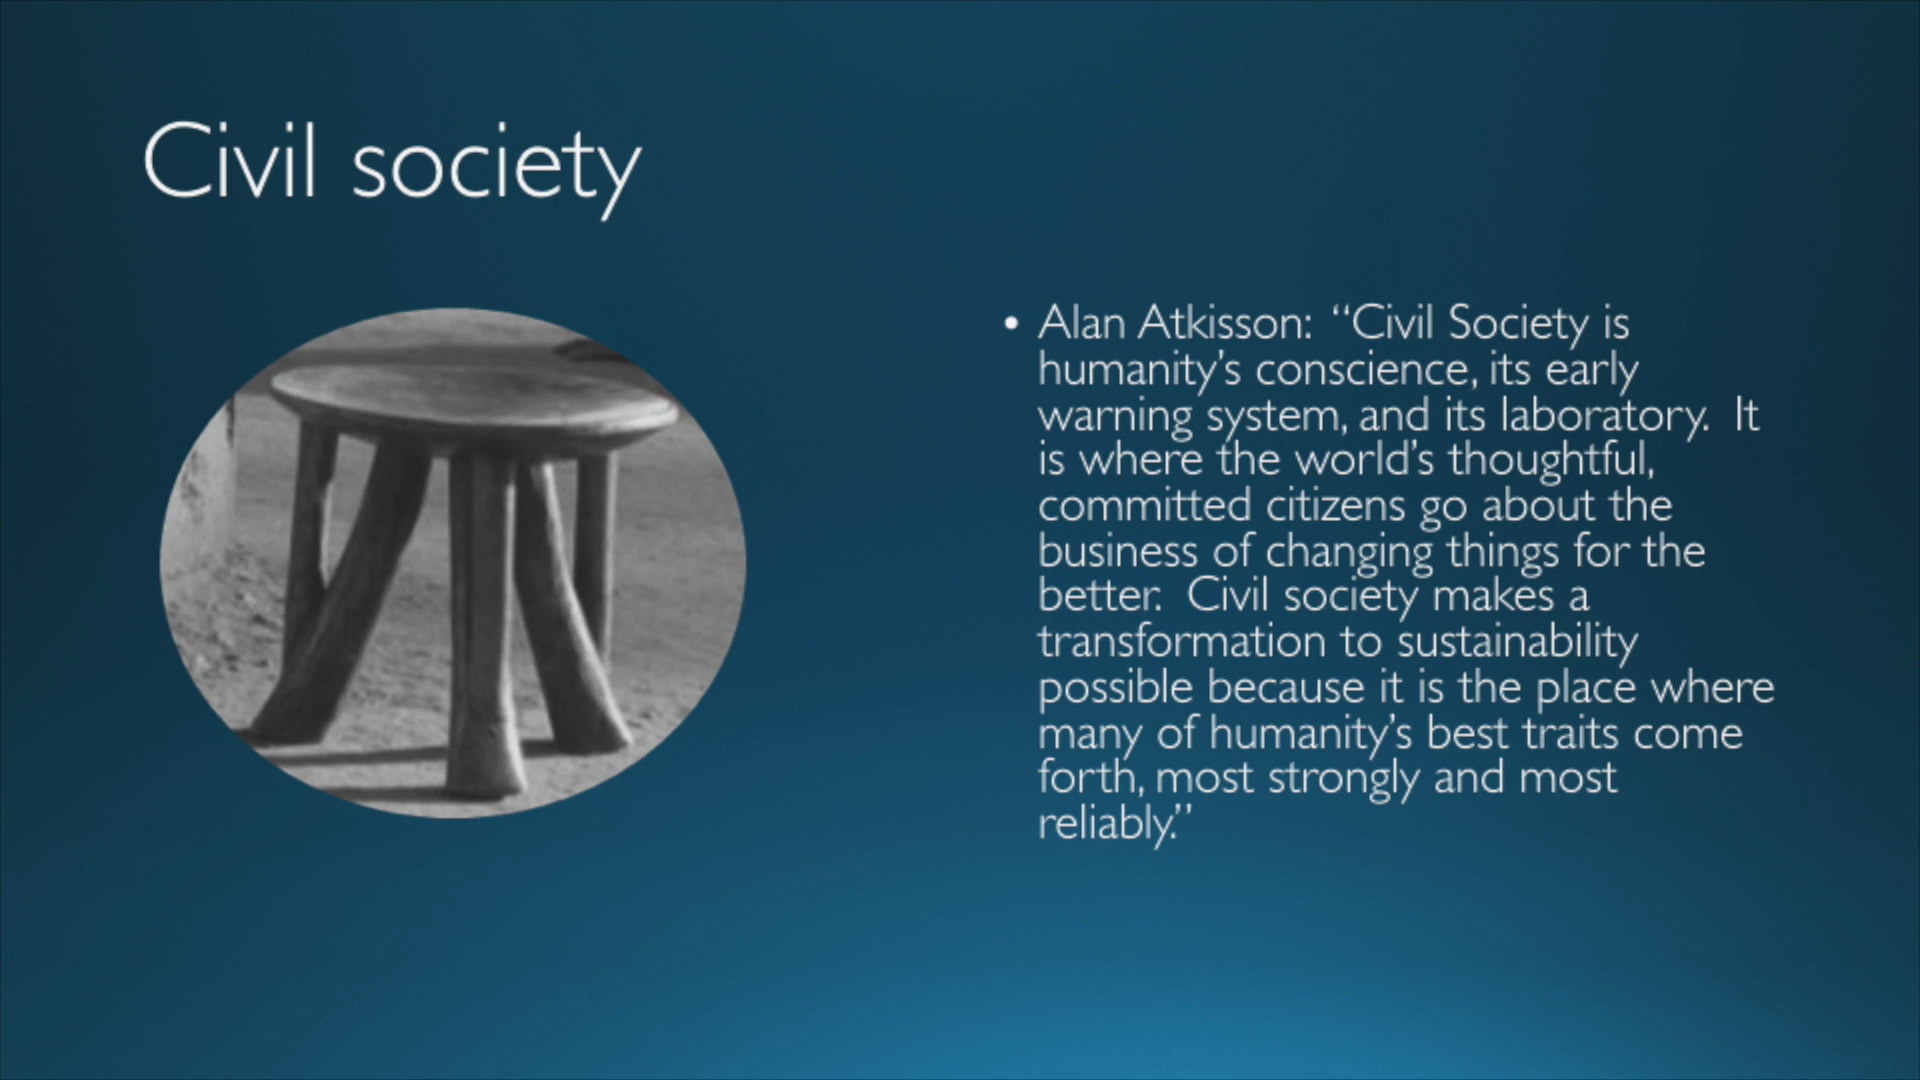 Civil society
• Alan Atkisson:  “Civil Society is
humanity’s conscience, its early
warning system, and its laboratory.  It
is where the world’s thoughtful,
committed citizens go about the
business of changing things for the
better.  Civil society makes a
transformation to sustainability
possible because it is the place where
many of humanity’s best traits come
forth, most strongly and most
reliably.”